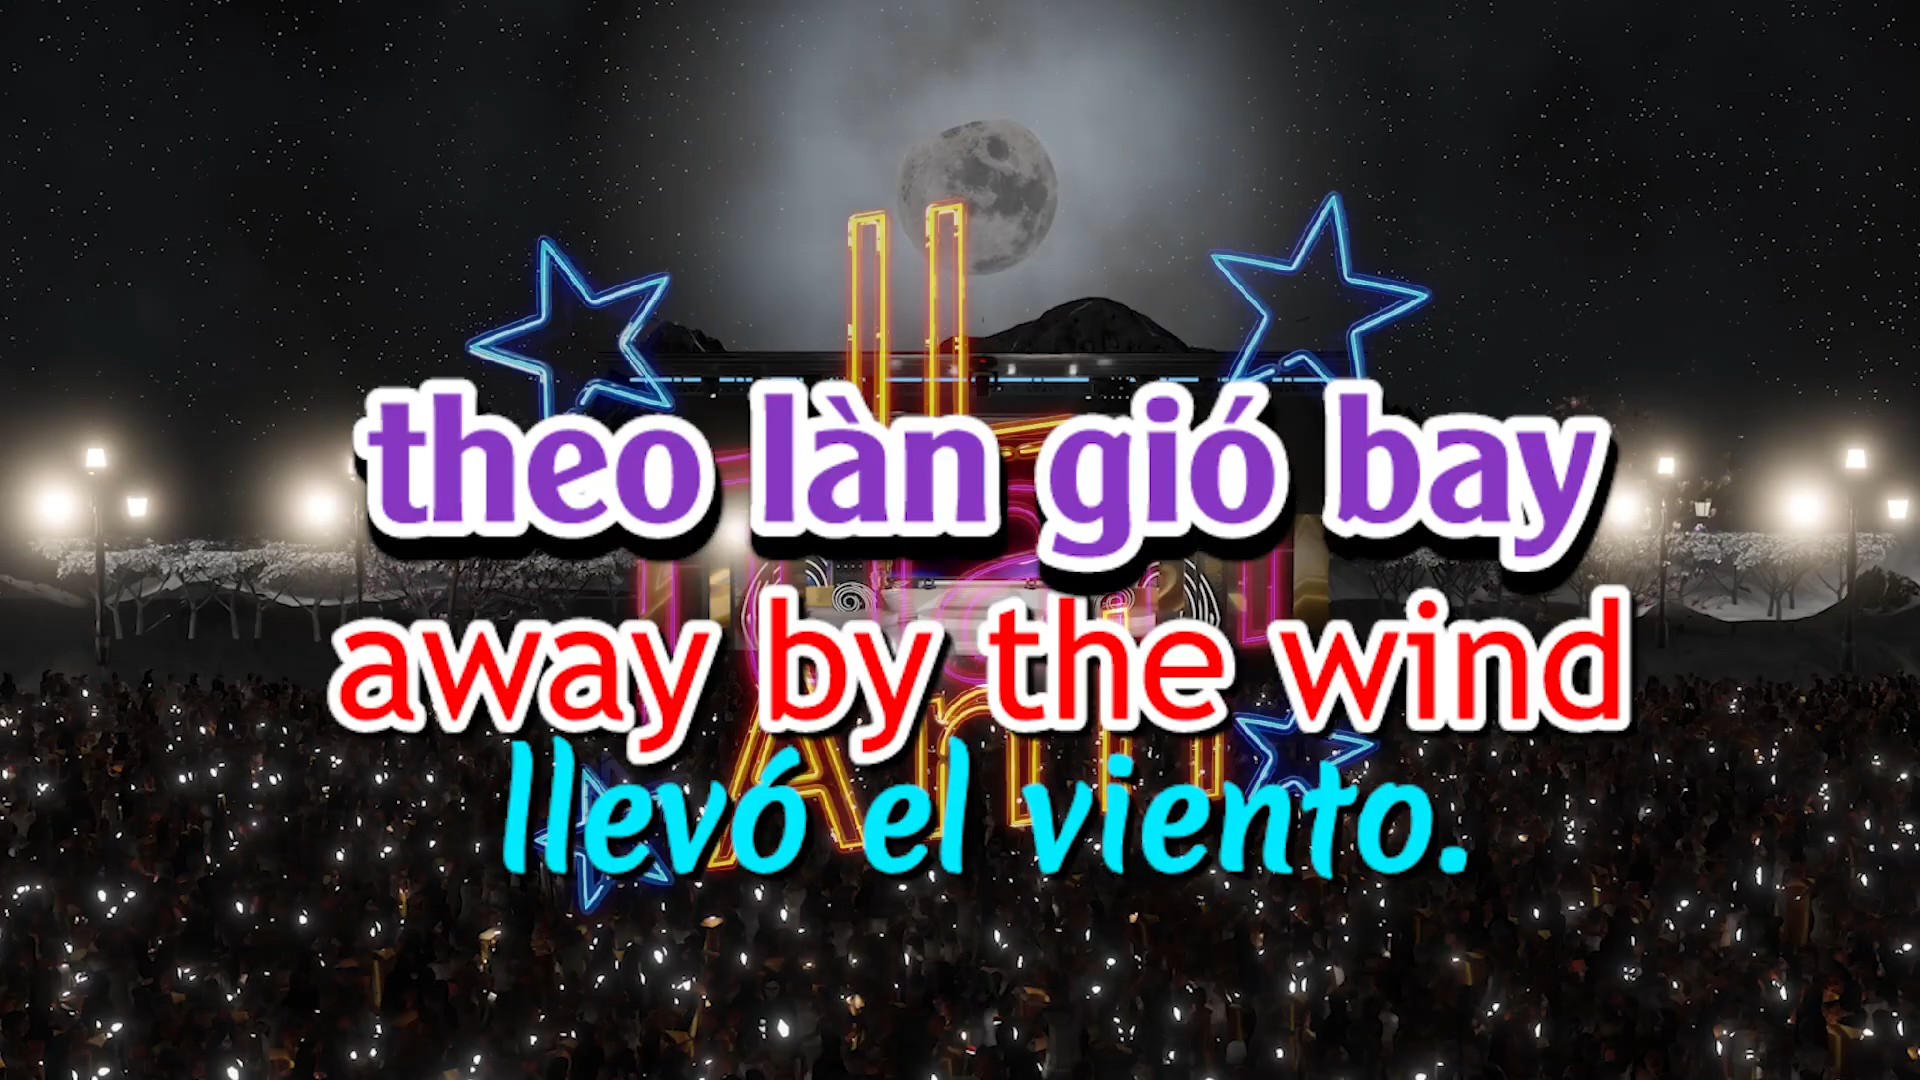 theo làn gió bay
away by the wind
llevó el viento.